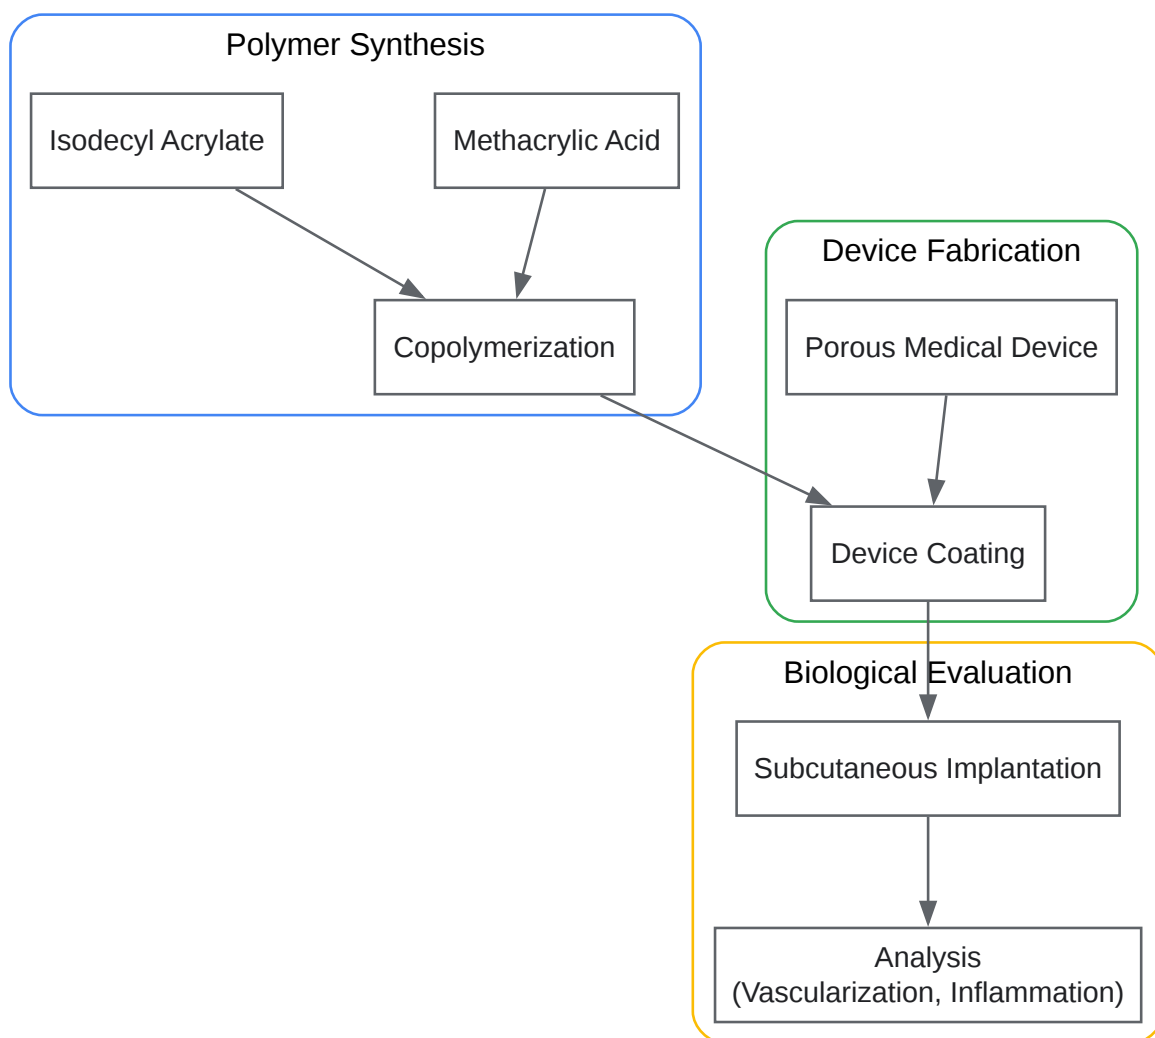 Polymer Synthesis
Isodecyl Acrylate
Methacrylic Acid
Copolymerization
Device Fabrication
Porous Medical Device
Device Coating
Biological Evaluation
Subcutaneous Implantation
Analysis
(Vascularization, Inflammation)